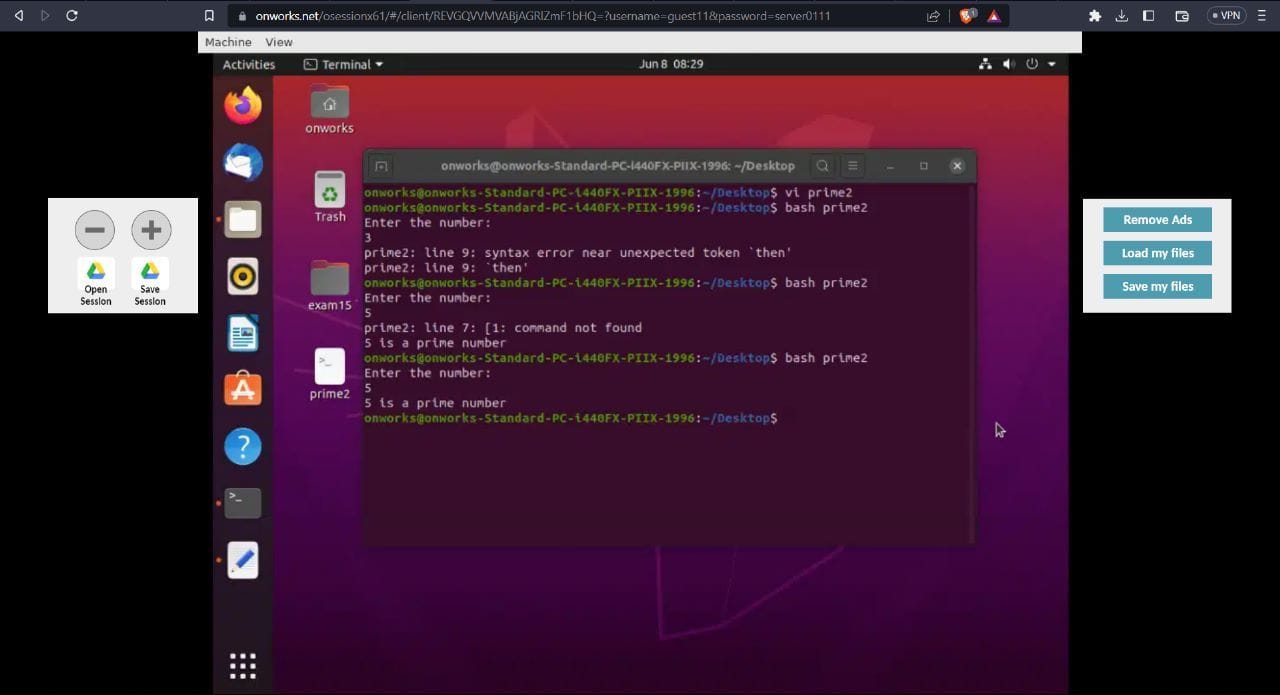 onworks.net/osessionx61/#/client/REVGQVVMVABjAGRlZmF1bHQ=?username=guest11&password=server0111
VPN
Machine View
Activities Terminal Jun 8 08:29
onworks
Trash
exam15
prime2
onworks@onworks-Standard-PC-i440FX-PIIX-1996: ~/Desktop
onworks@onworks-Standard-PC-i440FX-PIIX-1996:~/Desktop$ vi prime2
onworks@onworks-Standard-PC-i440FX-PIIX-1996:~/Desktop$ bash prime2
Enter the number:
3
prime2: line 9: syntax error near unexpected token `then'
prime2: line 9: `then'
onworks@onworks-Standard-PC-i440FX-PIIX-1996:~/Desktop$ bash prime2
Enter the number:
5
prime2: line 7: [1: command not found
5 is a prime number
onworks@onworks-Standard-PC-i440FX-PIIX-1996:~/Desktop$ bash prime2
Enter the number:
5
5 is a prime number
onworks@onworks-Standard-PC-i440FX-PIIX-1996:~/Desktop$
Open Session
Save Session
Remove Ads
Load my files
Save my files